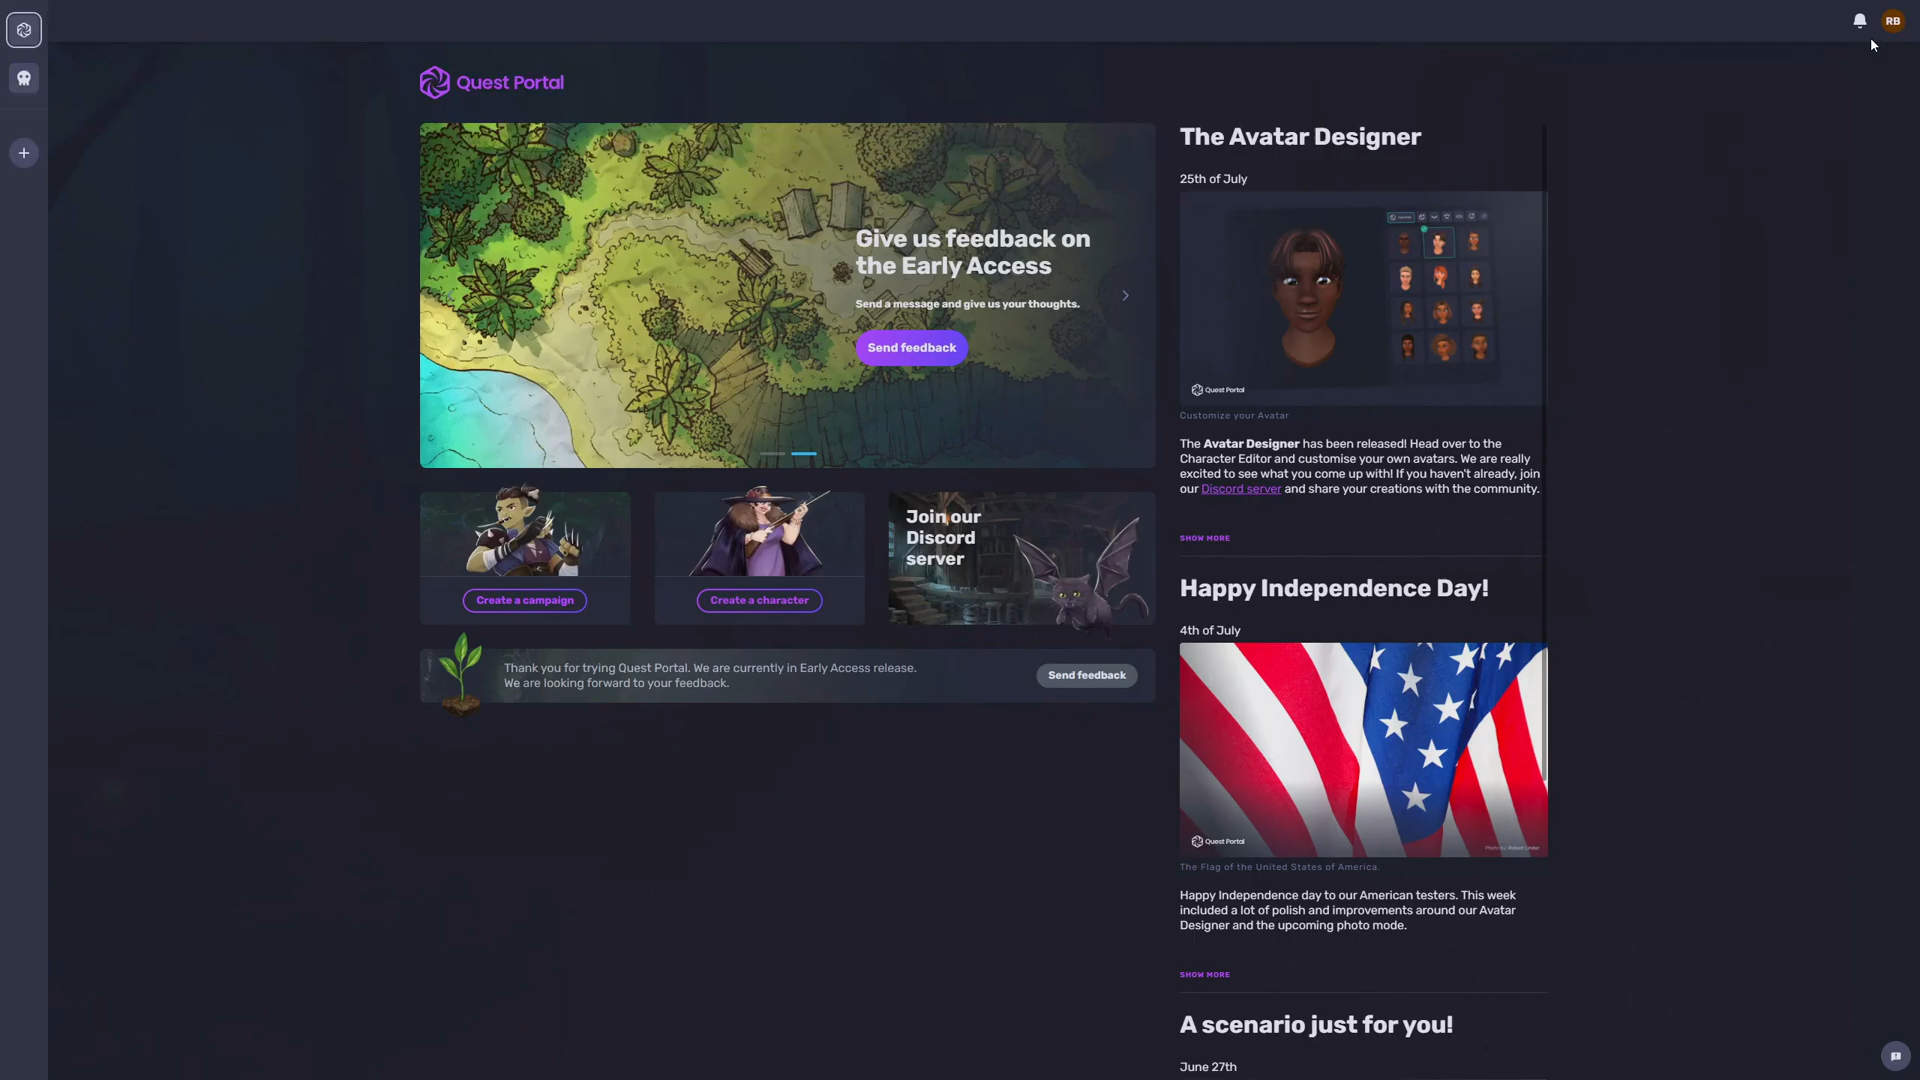 RB
Quest Portal
Give us feedback on
the Early Access
Send a message and give us your thoughts.
Send feedback
Create a campaign
Create a character
Join our
Discord
server
Thank you for trying Quest Portal. We are currently in Early Access release.
We are looking forward to your feedback.
Send feedback
The Avatar Designer
25th of July
Quest Portal
Customize your Avatar
The Avatar Designer has been released! Head over to the
Character Editor and customise your own avatars. We are really
excited to see what you come up with! If you haven't already, join
our Discord server and share your creations with the community.
SHOW MORE
Happy Independence Day!
4th of July
Quest Portal
Photo by: Robert Linder
The Flag of the United States of America.
Happy Independence day to our American testers. This week
included a lot of polish and improvements around our Avatar
Designer and the upcoming photo mode.
SHOW MORE
A scenario just for you!
June 27th